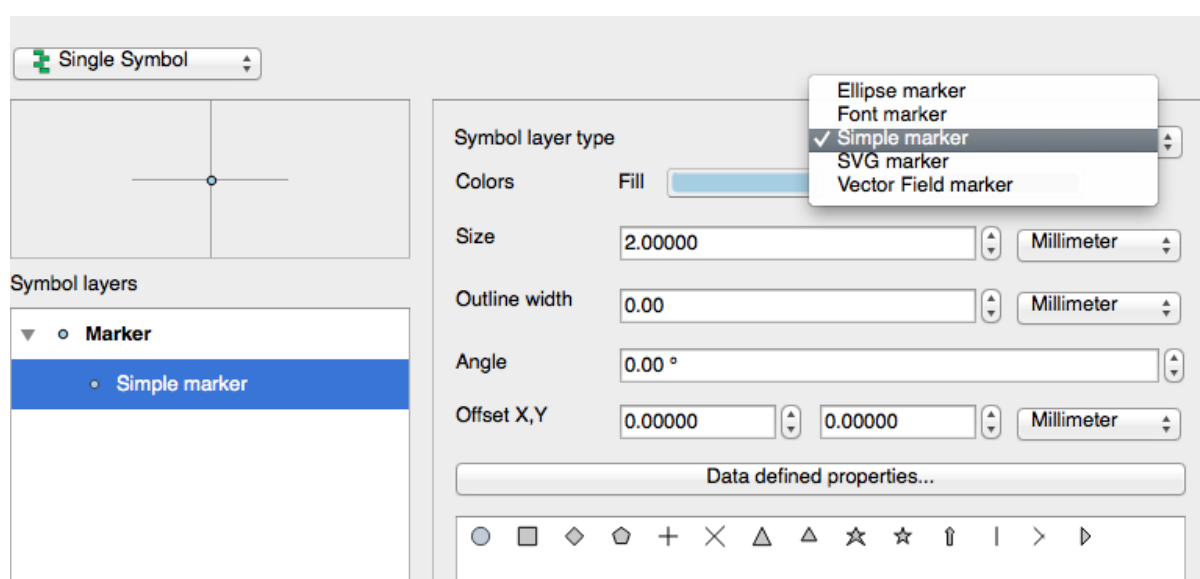 Single Symbol
Ellipse marker
Font marker
Symbol layer type
Simple marker
SVG marker
Colors Fill
Vector Field marker
Size 2.00000 Millimeter
Symbol layers
Outline width 0.00 Millimeter
Marker
Angle 0.00 °
Simple marker
Offset X,Y 0.00000 0.00000 Millimeter
Data defined properties...